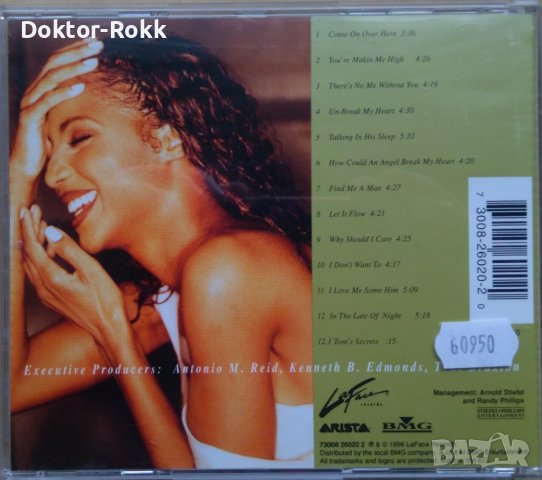 Doktor-Rokk
1 Come On Over Here 3:36
2 You're Makin Me High 4:26
3 There's No Me Without You 4:19
4 Un-Break My Heart 4:30
5 Talking In His Sleep 5:33
6 How Could An Angel Break My Heart 4:20
7 Find Me A Man 4:27
8 Let It Flow 4:21
9 Why Should I Care 4:25
10 I Don't Want To 4:17
11 I Love Me Some Him 5:09
12 In The Late Of Night 5:18
12.1 Toni's Secrets :15
7 3008-26020-2 0
60950
Executive Producers: Antonio M. Reid, Kenneth B. Edmonds,
LaFace
records
Management: Arnold Stiefel
and Randy Phillips
STIEFEL•PHILLIPS
ENTERTAINMENT
ARISTA BMG
73008 26020 2 ℗ & © 1996 LaFace
Distributed by the local BMG company
All trademarks and logos are protected
BAZAR